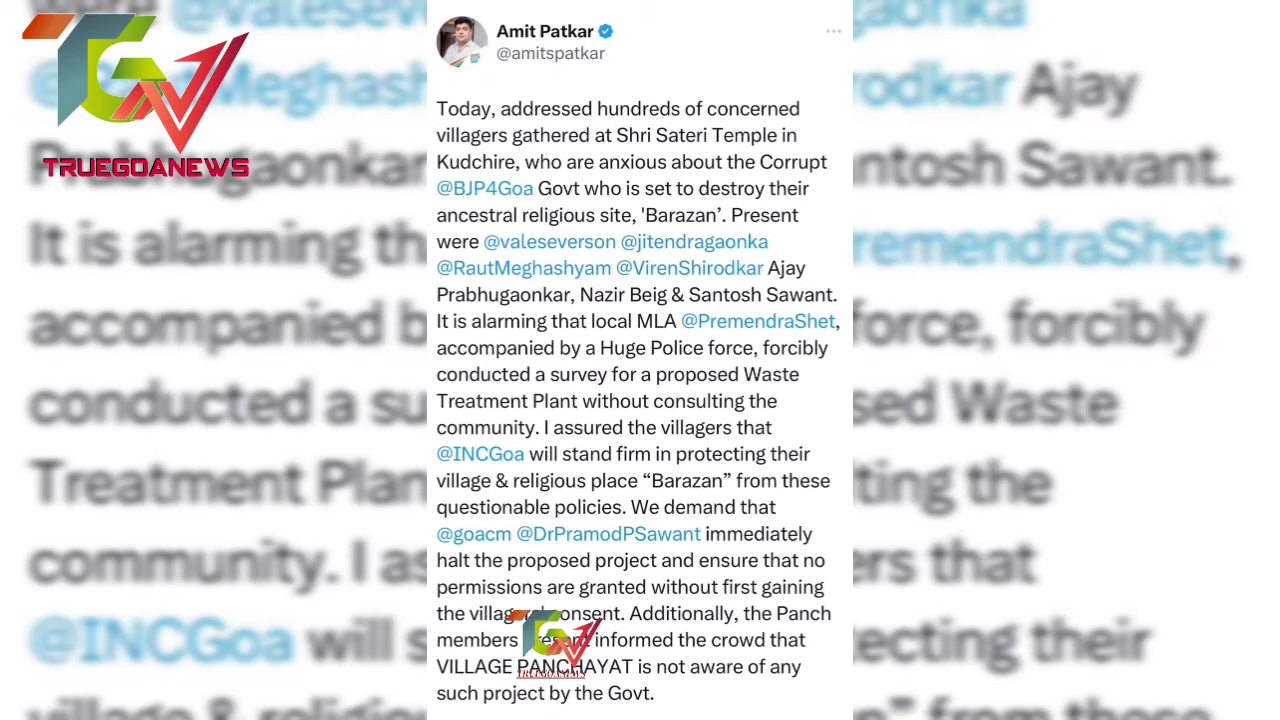 TRUEGOANEWS
Amit Patkar
@amitspatkar
Today, addressed hundreds of concerned
villagers gathered at Shri Sateri Temple in
Kudchire, who are anxious about the Corrupt
@BJP4Goa Govt who is set to destroy their
ancestral religious site, 'Barazan’. Present
were @valeseverson @jitendragaonka
@RautMeghashyam @VirenShirodkar Ajay
Prabhugaonkar, Nazir Beig & Santosh Sawant.
It is alarming that local MLA @PremendraShet,
accompanied by a Huge Police force, forcibly
conducted a survey for a proposed Waste
Treatment Plant without consulting the
community. I assured the villagers that
@INCGoa will stand firm in protecting their
village & religious place “Barazan” from these
questionable policies. We demand that
@goacm @DrPramodPSawant immediately
halt the proposed project and ensure that no
permissions are granted without first gaining
the consent. Additionally, the Panch
members present informed the crowd that
VILLAGE PANCHAYAT is not aware of any
TRUEGOANEWS
such project by the Govt.